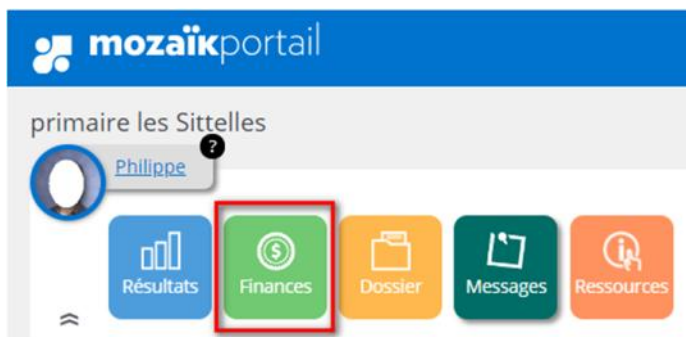 mozaïkportail
primaire les Sittelles
Philippe
?
Résultats
Finances
Dossier
Messages
Ressources